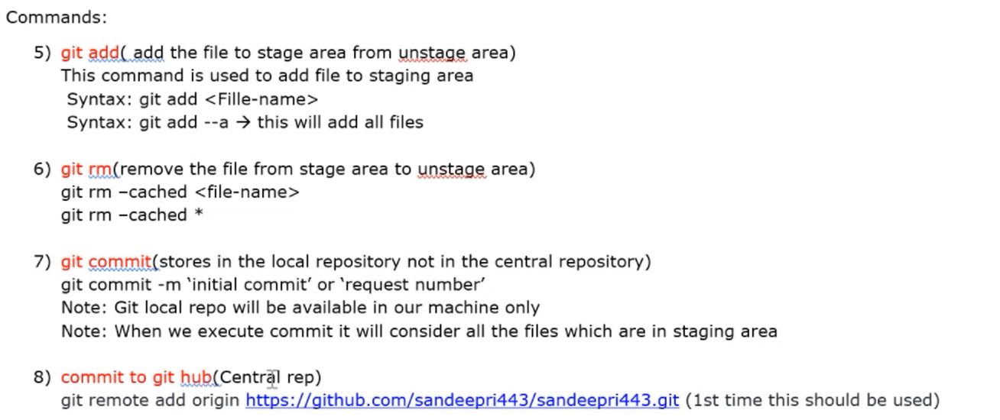 Commands:
5) git add( add the file to stage area from unstage area)
This command is used to add file to staging area
Syntax: git add <Fille-name>
Syntax: git add --a → this will add all files
6) git rm(remove the file from stage area to unstage area)
git rm –cached <file-name>
git rm –cached *
7) git commit(stores in the local repository not in the central repository)
git commit -m ‘initial commit’ or ‘request number’
Note: Git local repo will be available in our machine only
Note: When we execute commit it will consider all the files which are in staging area
8) commit to git hub(Central rep)
git remote add origin https://github.com/sandeepri443/sandeepri443.git (1st time this should be used)